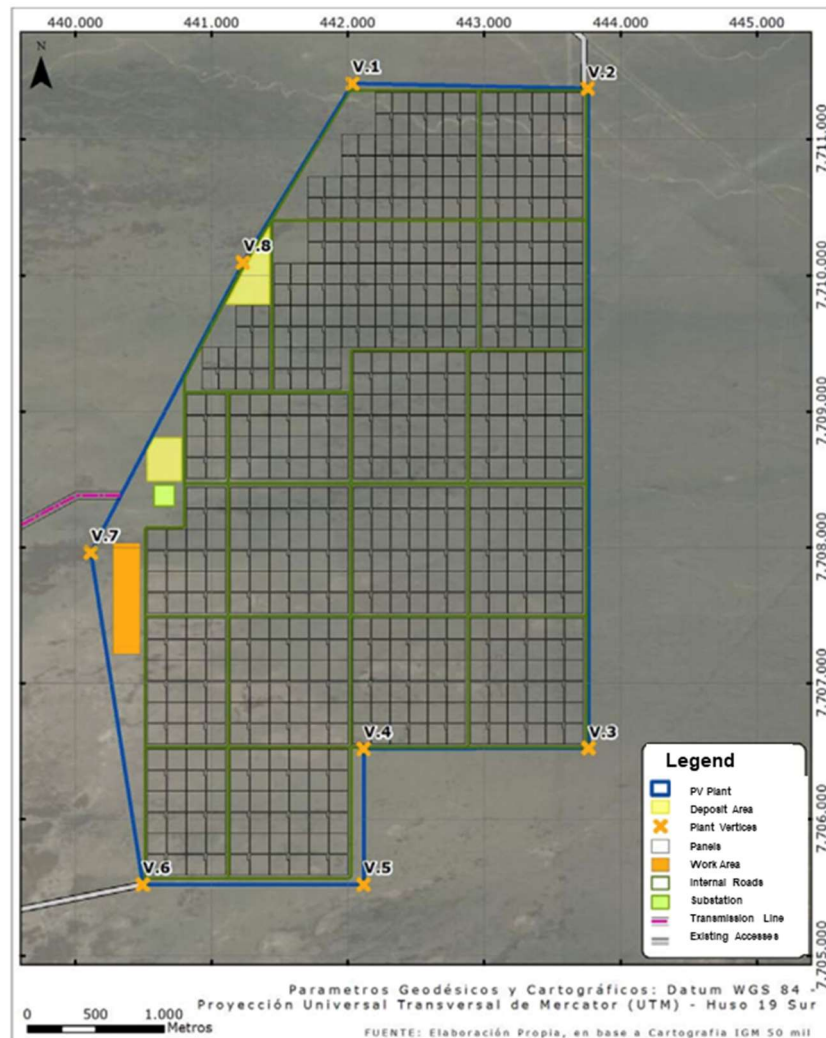 440.000 441.000 442.000 443.000 444.000 445.000
N
V.1
V.2
7.711.000
V.8
7.710.000
7.709.000
V.7
7.708.000
7.707.000
V.4
V.3
Legend
PV Plant
Deposit Area
Plant Vertices
Panels
Work Area
Internal Roads
Substation
Transmission Line
Existing Accesses
7.706.000
V.6
V.5
7.705.000
Parametros Geodésicos y Cartográficos: Datum WGS 84 -
Proyección Universal Transversal de Mercator (UTM) - Huso 19 Sur
0 500 1.000
Metros
FUENTE: Elaboración Propia, en base a Cartografia IGM 50 mil